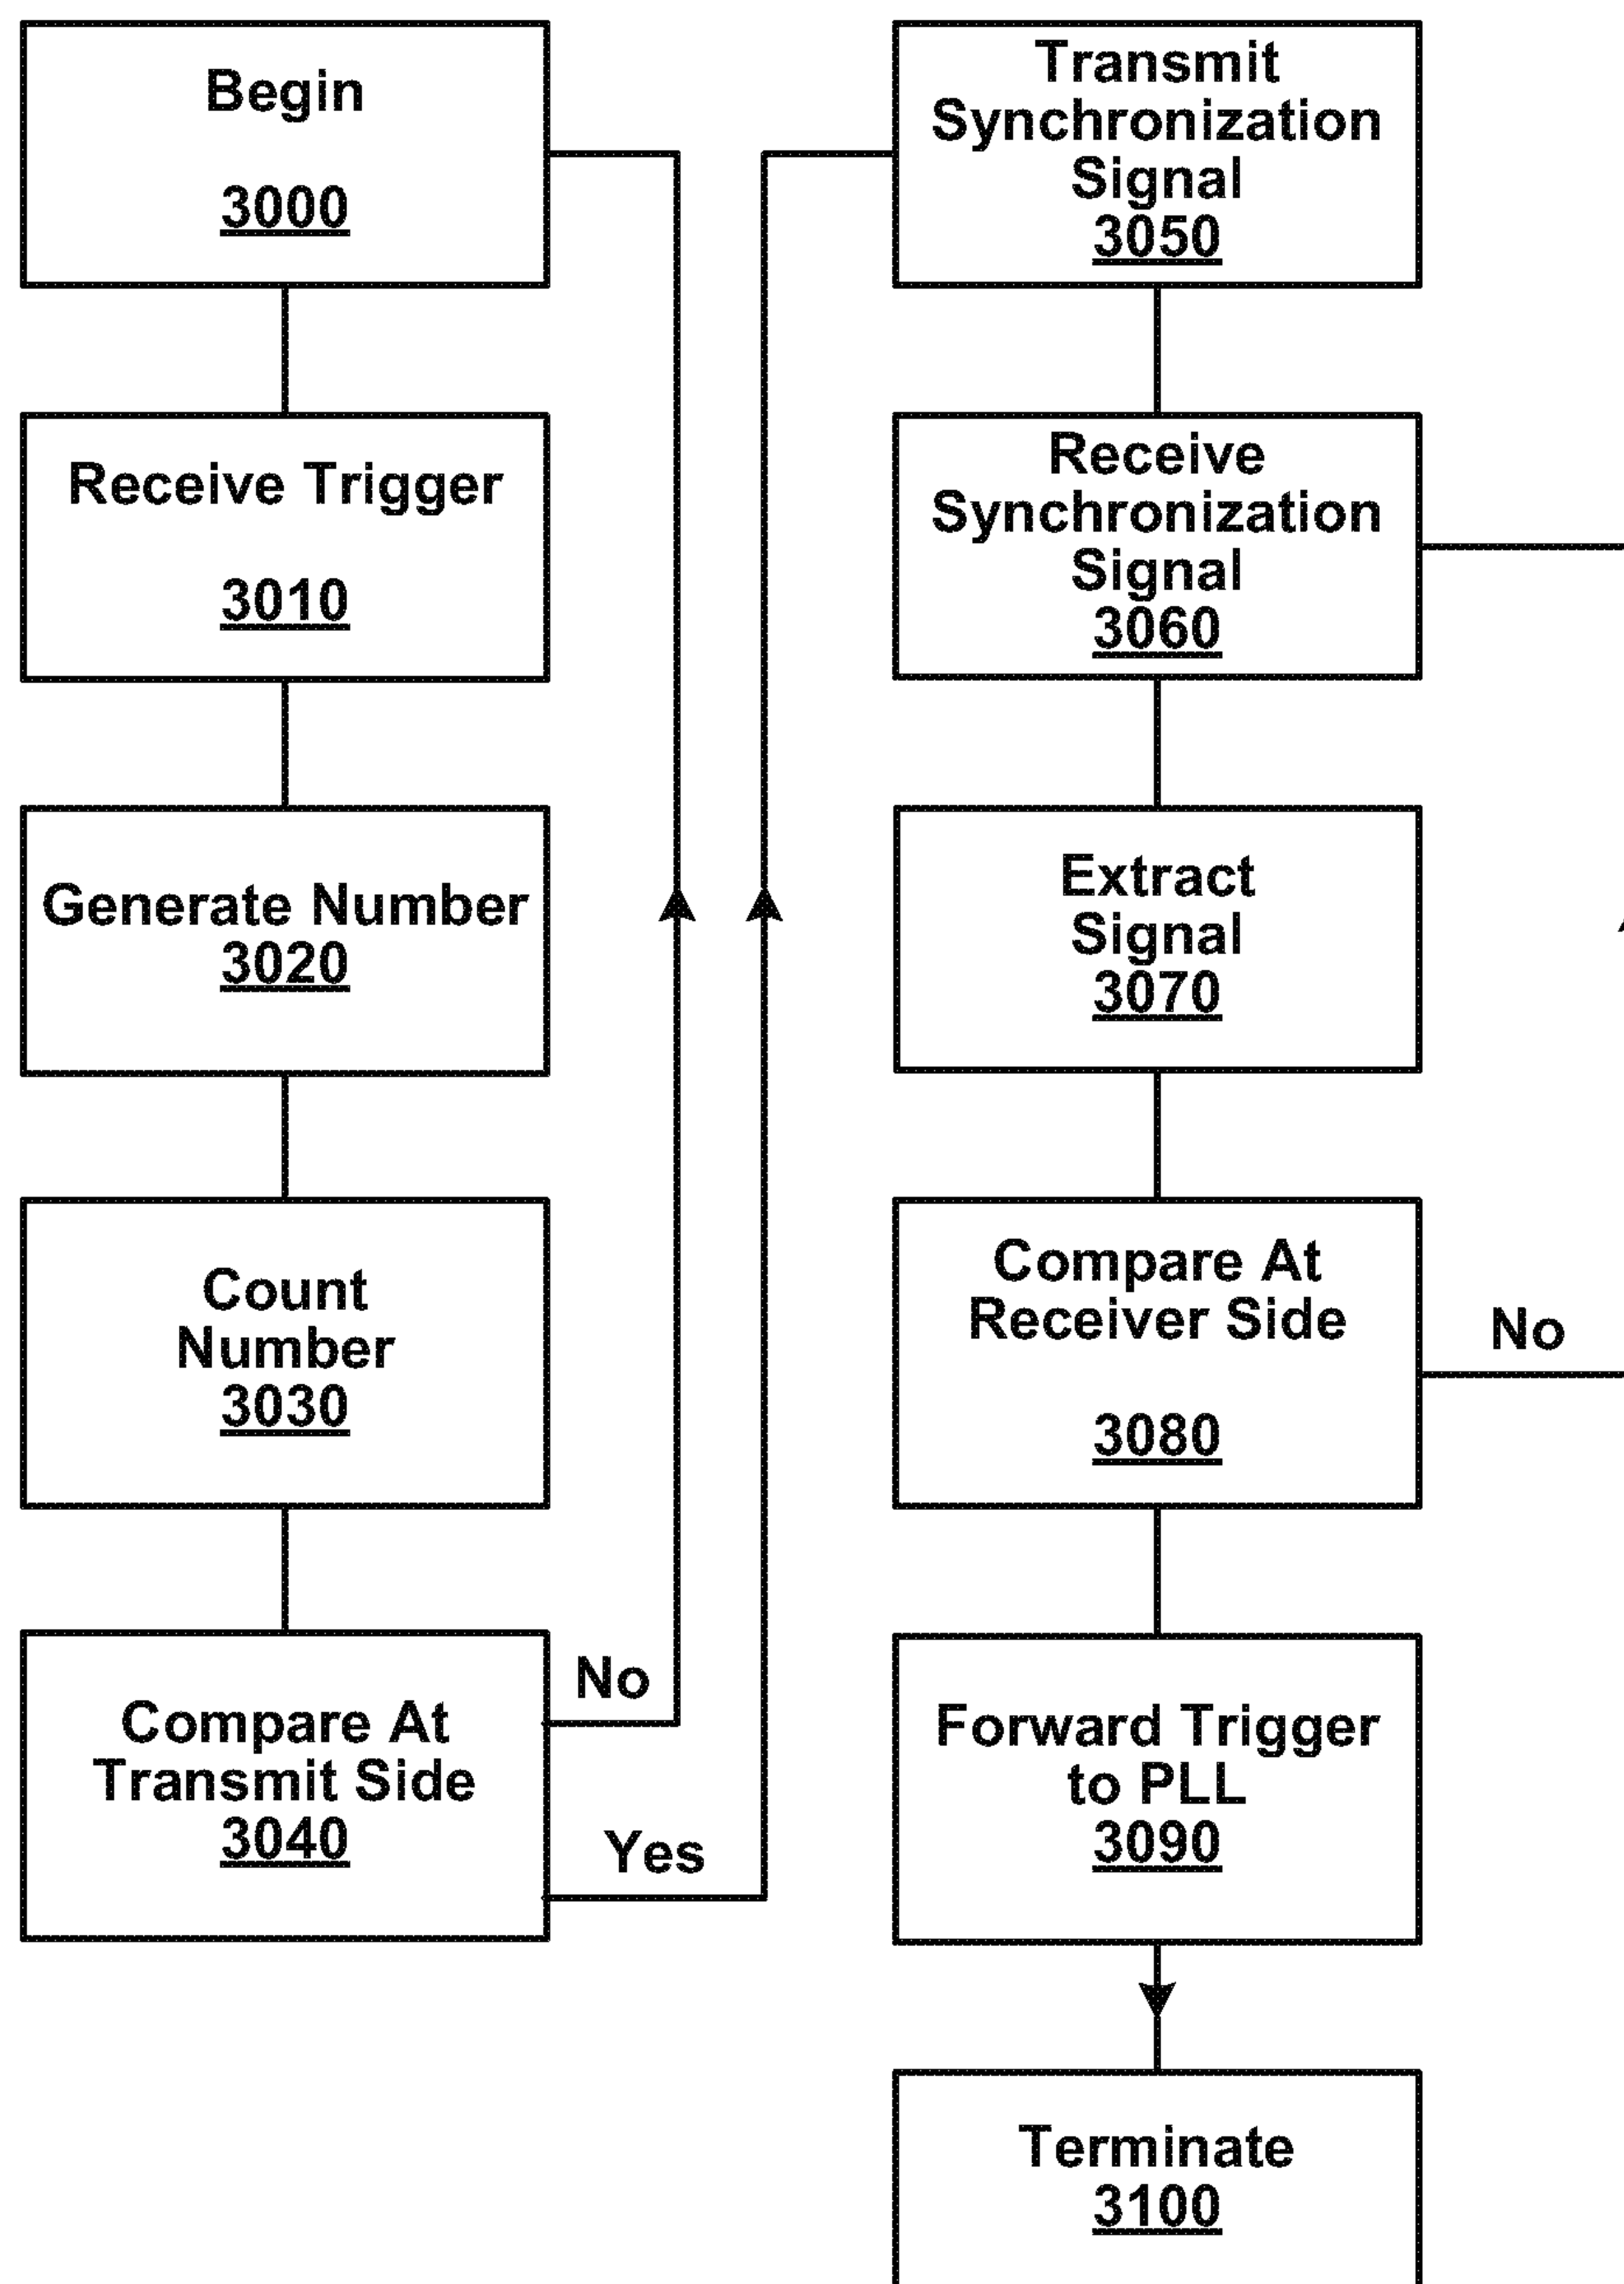 Begin
3000
Receive Trigger
3010
Generate Number
3020
Count
Number
3030
Compare At
Transmit Side
3040
No
Yes
Transmit
Synchronization
Signal
3050
Receive
Synchronization
Signal
3060
Extract
Signal
3070
Compare At
Receiver Side
3080
No
Forward Trigger
to PLL
3090
Terminate
3100